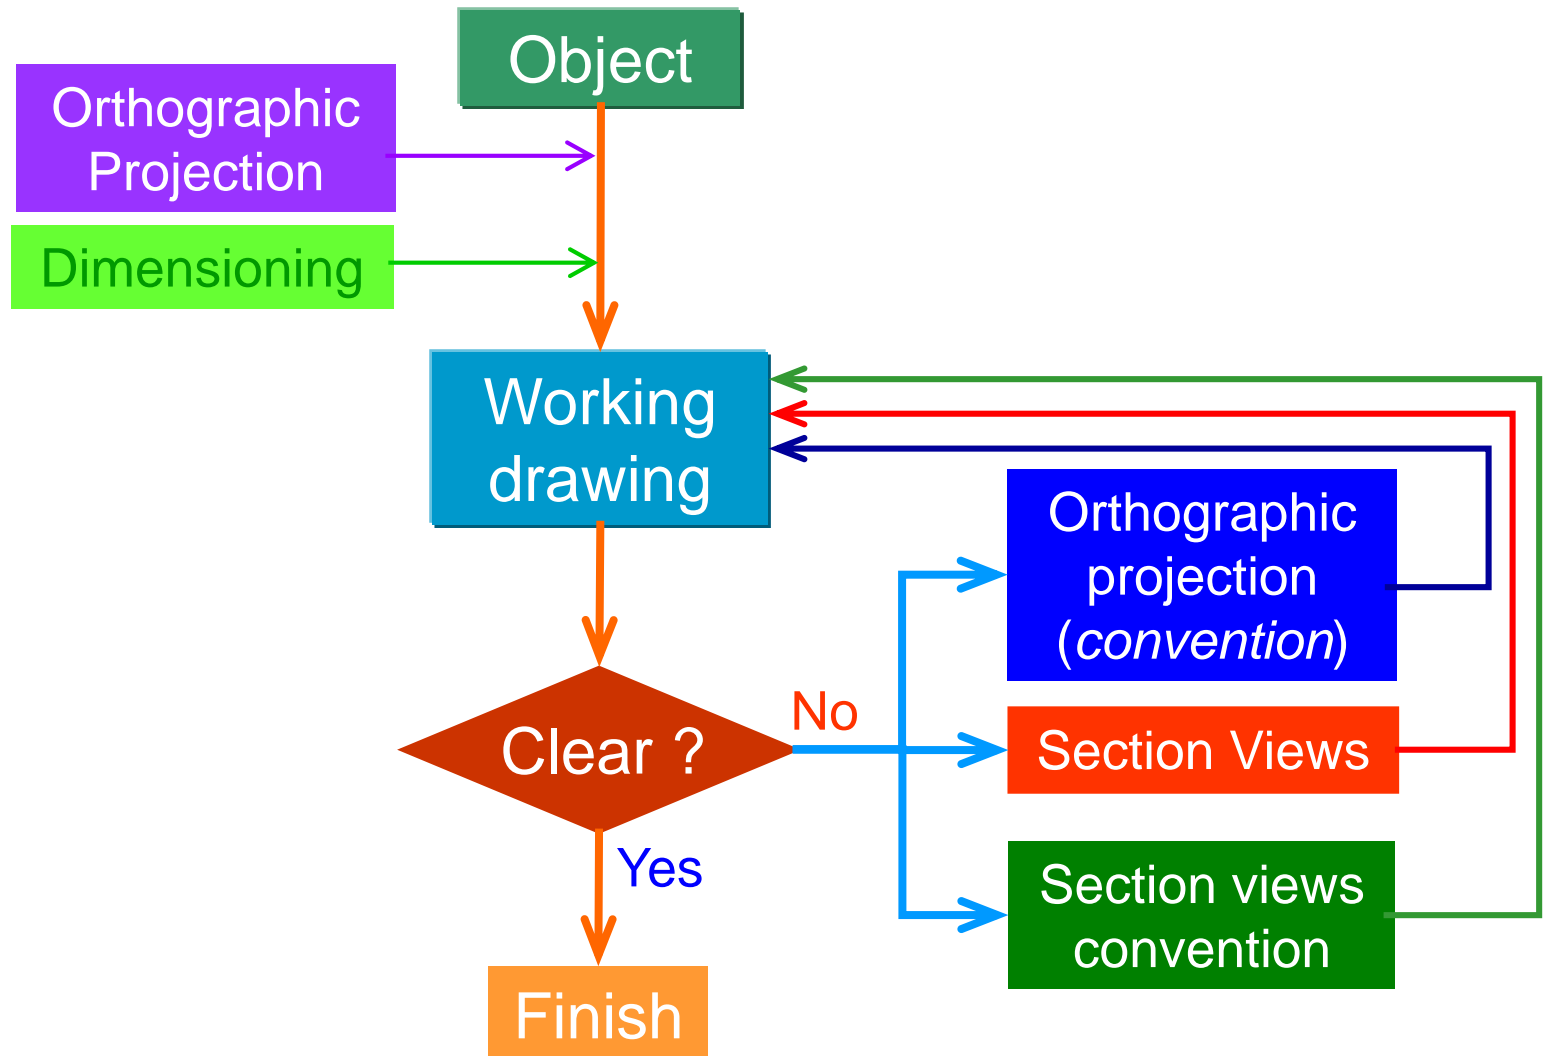 Object
Orthographic
Projection
Dimensioning
Working
drawing
Orthographic
projection
(convention)
No
Clear ?
Section Views
Yes
Section views
convention
Finish